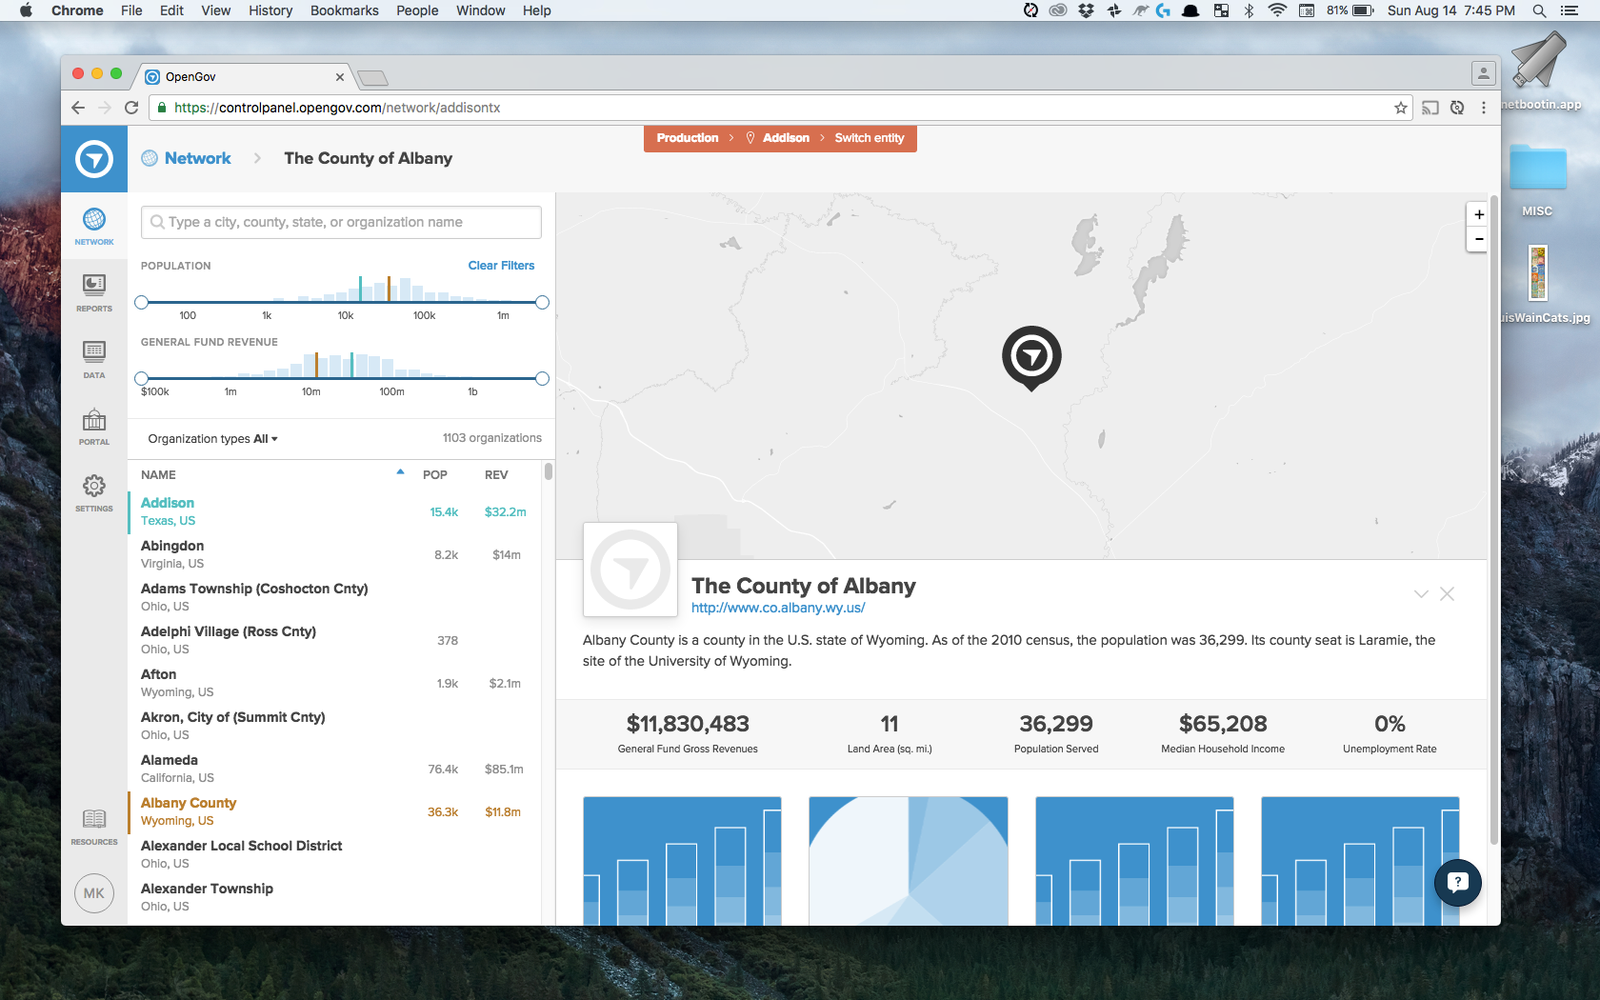 Chrome File Edit View History Bookmarks People Window Help 81% Sun Aug 14 7:45 PM
OpenGov
https://controlpanel.opengov.com/network/addisontx
netbootin.app
MISC
uisWainCats.jpg
Production > Addison > Switch entity
Network > The County of Albany
NETWORK
REPORTS
DATA
PORTAL
SETTINGS
RESOURCES
MK
Type a city, county, state, or organization name
POPULATION Clear Filters
100 1k 10k 100k 1m
GENERAL FUND REVENUE
$100k 1m 10m 100m 1b
Organization types All ▾ 1103 organizations
NAME POP REV
Addison 15.4k $32.2m
Texas, US
Abingdon 8.2k $14m
Virginia, US
Adams Township (Coshocton Cnty)
Ohio, US
Adelphi Village (Ross Cnty) 378
Ohio, US
Afton 1.9k $2.1m
Wyoming, US
Akron, City of (Summit Cnty)
Ohio, US
Alameda 76.4k $85.1m
California, US
Albany County 36.3k $11.8m
Wyoming, US
Alexander Local School District
Ohio, US
Alexander Township
Ohio, US
+
-
The County of Albany
http://www.co.albany.wy.us/
Albany County is a county in the U.S. state of Wyoming. As of the 2010 census, the population was 36,299. Its county seat is Laramie, the
site of the University of Wyoming.
$11,830,483 11 36,299 $65,208 0%
General Fund Gross Revenues Land Area (sq. mi.) Population Served Median Household Income Unemployment Rate
?